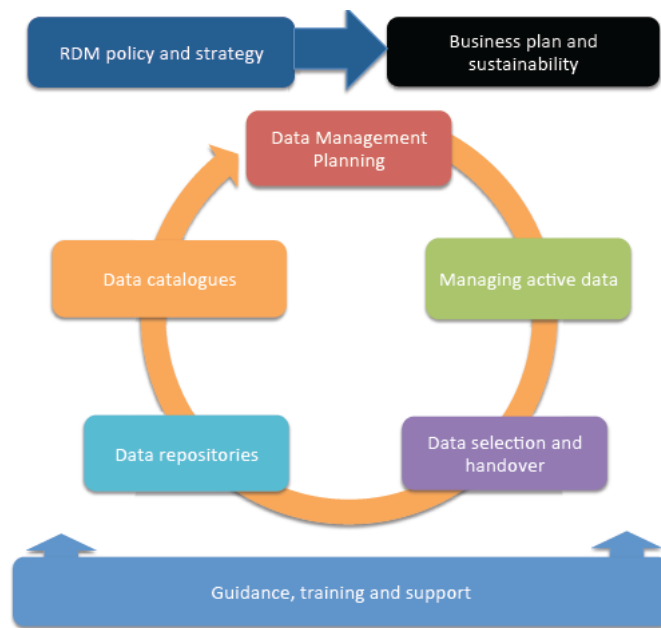 RDM policy and strategy
Business plan and
sustainability
Data Management
Planning
Data catalogues
Managing active data
Data repositories
Data selection and
handover
Guidance, training and support